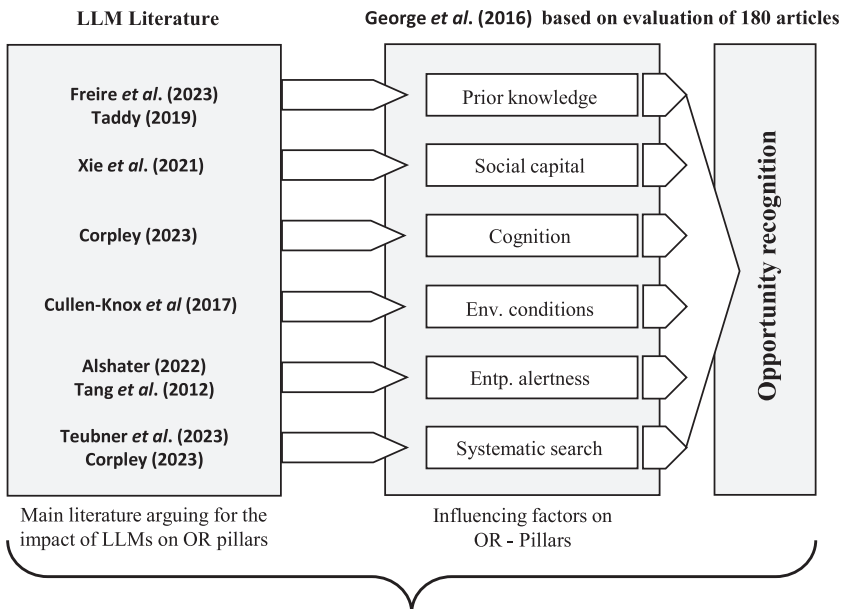 LLM Literature
George et al. (2016) based on evaluation of 180 articles
Freire et al. (2023)
Taddy (2019)
Prior knowledge
Xie et al. (2021)
Social capital
Corpley (2023)
Cognition
Cullen-Knox et al (2017)
Env. conditions
Alshater (2022)
Tang et al. (2012)
Entp. alertness
Teubner et al. (2023)
Corpley (2023)
Systematic search
Opportunity recognition
Main literature arguing for the
impact of LLMs on OR pillars
Influencing factors on
OR - Pillars